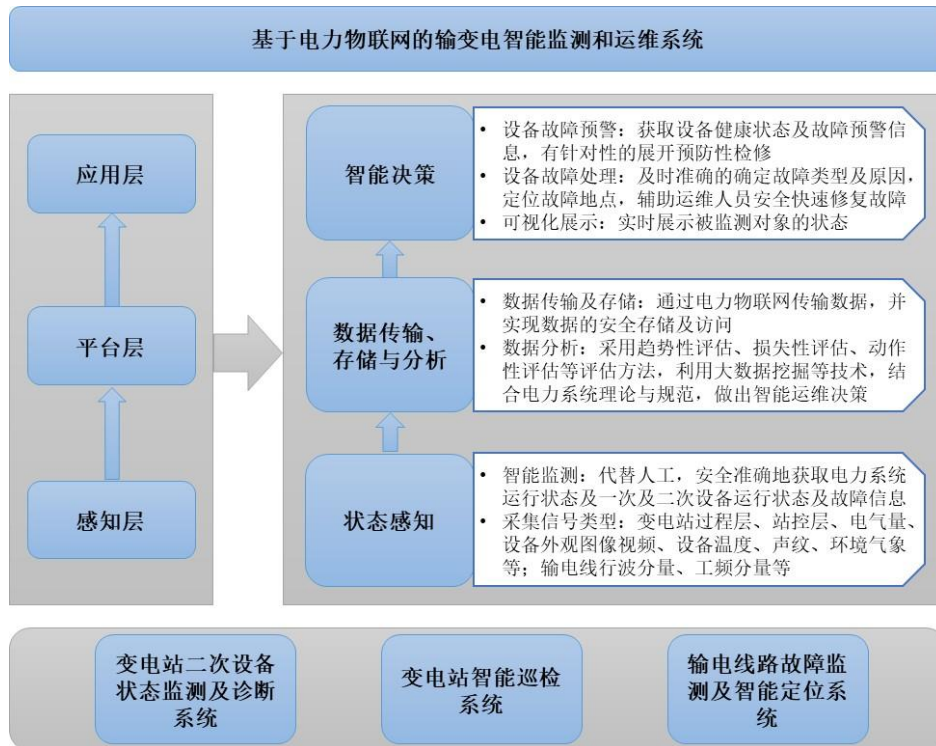 基于电力物联网的输变电智能监测和运维系统
应用层
平台层
感知层
智能决策
• 设备故障预警：获取设备健康状态及故障预警信
息，有针对性的展开预防性检修
• 设备故障处理：及时准确的确定故障类型及原因，
定位故障地点，辅助运维人员安全快速修复故障
• 可视化展示：实时展示被监测对象的状态
数据传输、
存储与分析
• 数据传输及存储：通过电力物联网传输数据，并
实现数据的安全存储及访问
• 数据分析：采用趋势性评估、损失性评估、动作
性评估等评估方法，利用大数据挖掘等技术，结
合电力系统理论与规范，做出智能运维决策
状态感知
• 智能监测：代替人工，安全准确地获取电力系统
运行状态及一次及二次设备运行状态及故障信息
• 采集信号类型：变电站过程层、站控层、电气量、
设备外观图像视频、设备温度、声纹、环境气象
等；输电线行波分量、工频分量等
变电站二次设备
状态监测及诊断
系统
变电站智能巡检
系统
输电线路故障监
测及智能定位系
统